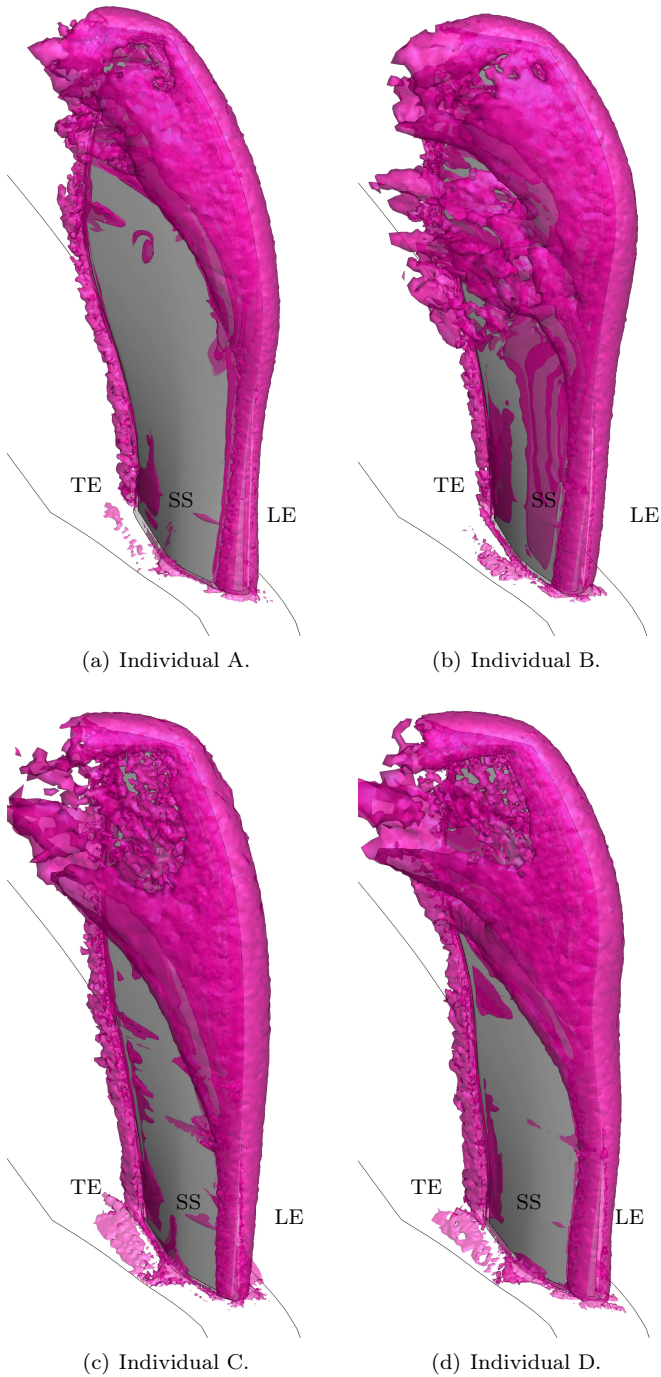 TE
SS
LE
TE
SS
LE
(a) Individual A.
(b) Individual B.
TE
SS
LE
TE
SS
LE
(c) Individual C.
(d) Individual D.